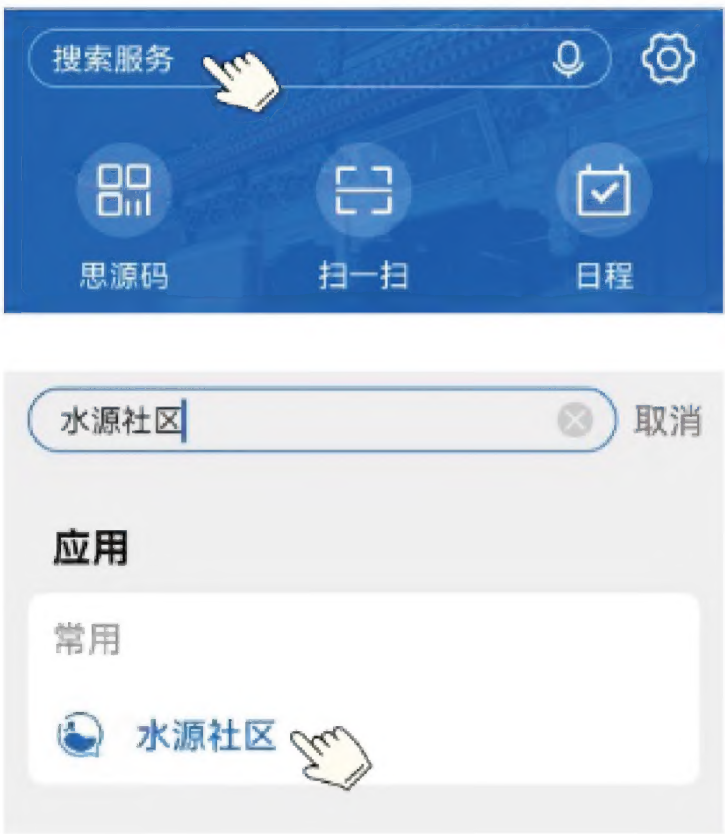 搜索服务
思源码 扫一扫 日程
水源社区 取消
应用
常用
水源社区